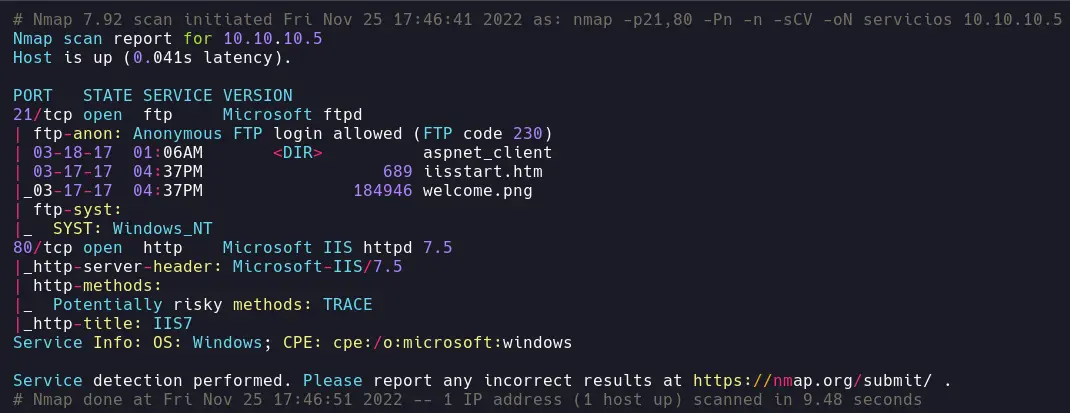 # Nmap 7.92 scan initiated Fri Nov 25 17:46:41 2022 as: nmap -p21,80 -Pn -n -sCV -oN servicios 10.10.10.5
Nmap scan report for 10.10.10.5
Host is up (0.041s latency).

PORT   STATE SERVICE VERSION
21/tcp open  ftp     Microsoft ftpd
| ftp-anon: Anonymous FTP login allowed (FTP code 230)
| 03-18-17  01:06AM       <DIR>          aspnet_client
| 03-17-17  04:37PM                  689 iisstart.htm
|_03-17-17  04:37PM               184946 welcome.png
| ftp-syst:
|_  SYST: Windows_NT
80/tcp open  http    Microsoft IIS httpd 7.5
|_http-server-header: Microsoft-IIS/7.5
| http-methods:
|_  Potentially risky methods: TRACE
|_http-title: IIS7
Service Info: OS: Windows; CPE: cpe:/o:microsoft:windows

Service detection performed. Please report any incorrect results at https://nmap.org/submit/ .
# Nmap done at Fri Nov 25 17:46:51 2022 -- 1 IP address (1 host up) scanned in 9.48 seconds